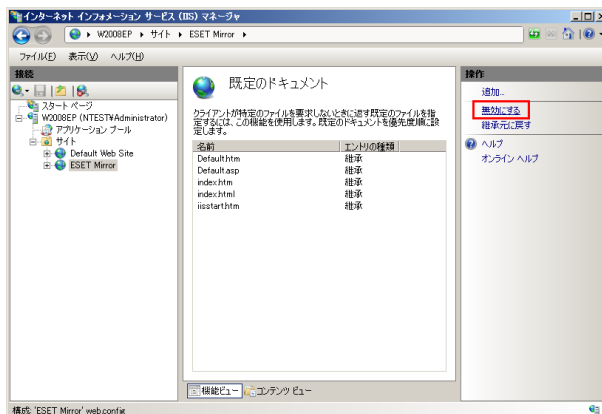 インターネット インフォメーション サービス (IIS) マネージャ
W2008EP サイト ESET Mirror
ファイル(F) 表示(V) ヘルプ(H)
接続
スタート ページ
W2008EP (NTEST¥Administrator)
アプリケーション プール
サイト
Default Web Site
ESET Mirror
既定のドキュメント
クライアントが特定のファイルを要求しないときに返す既定のファイルを指
定するには、この機能を使用します。既定のドキュメントを優先度順に設
定します。
名前 エントリの種類
Default.htm 継承
Default.asp 継承
index.htm 継承
index.html 継承
iisstart.htm 継承
機能ビュー コンテンツ ビュー
操作
追加...
無効にする
継承元に戻す
ヘルプ
オンライン ヘルプ
構成: 'ESET Mirror' web.config